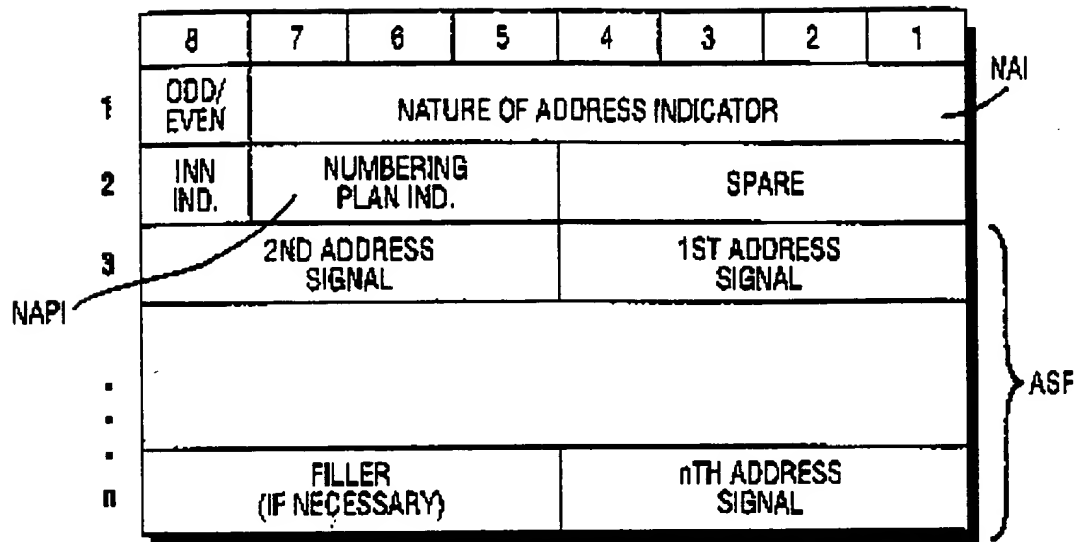 8 7 6 5 4 3 2 1
NAI
1 ODD/ EVEN NATURE OF ADDRESS INDICATOR
2 INN IND. NUMBERING PLAN IND. SPARE
3 2ND ADDRESS SIGNAL 1ST ADDRESS SIGNAL
NAPI
ASF
n FILLER (IF NECESSARY) nTH ADDRESS SIGNAL